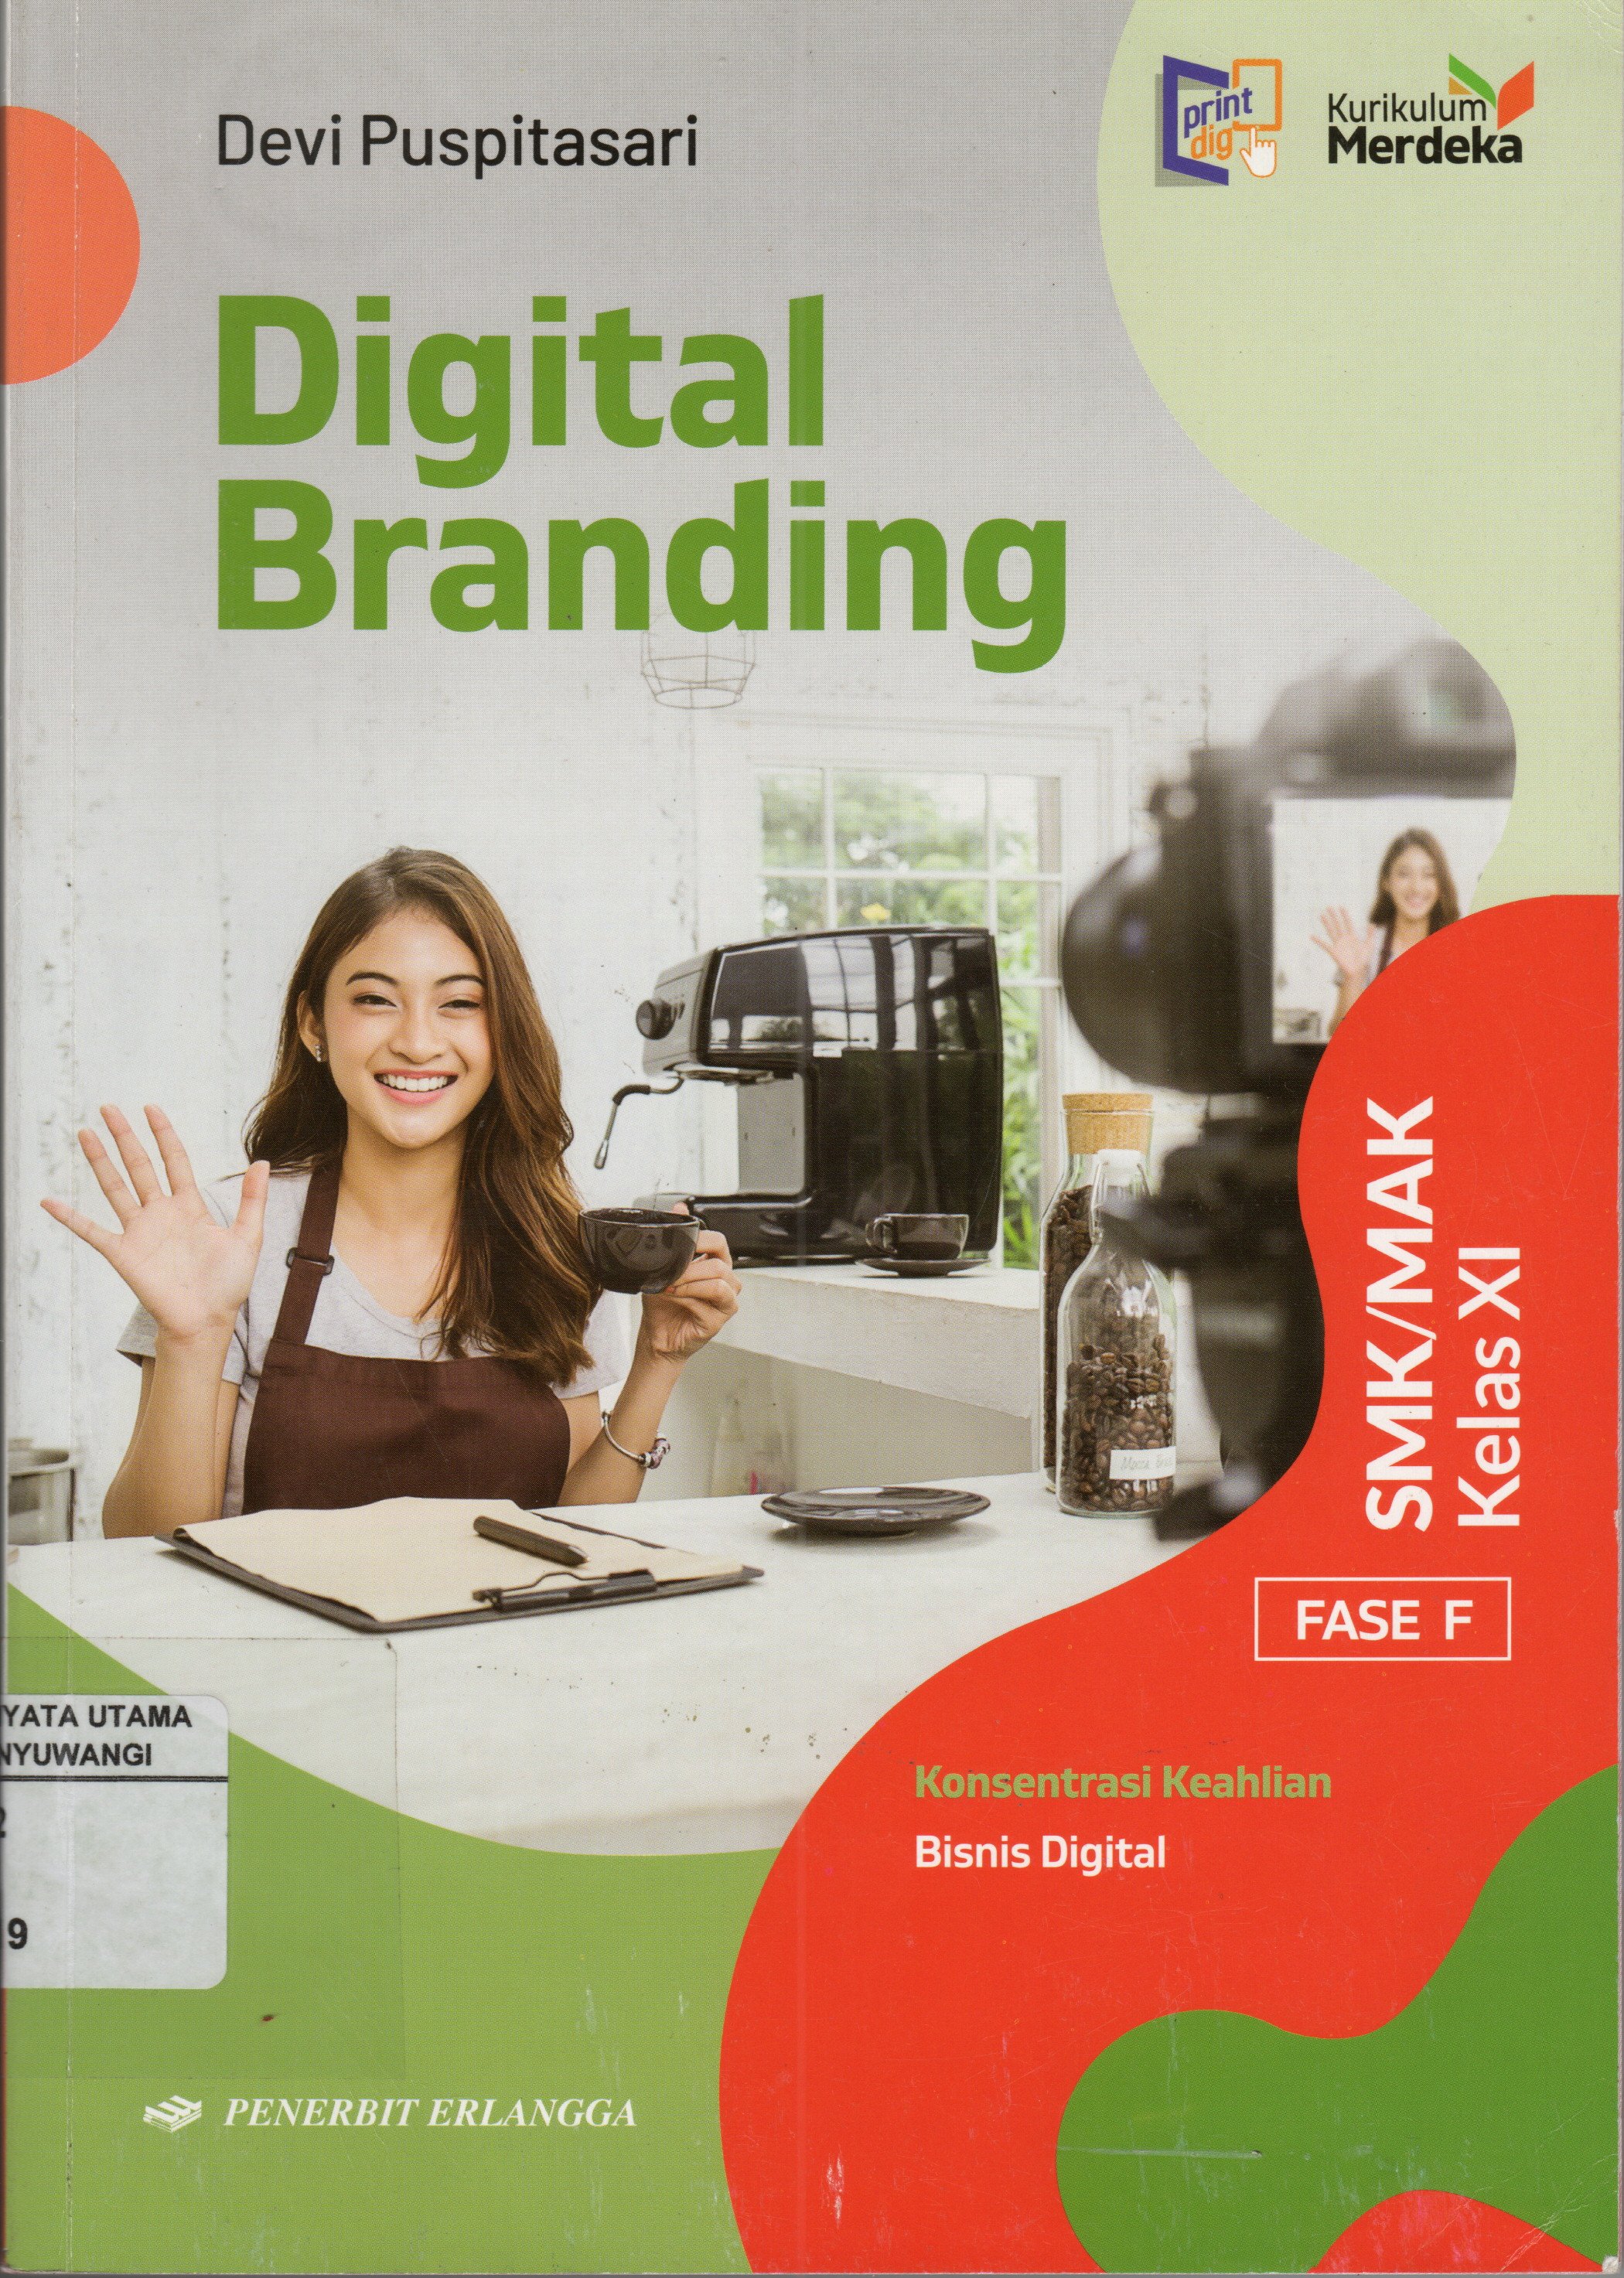 Devi Puspitasari
print
dig
Kurikulum
Merdeka
Digital
Branding
SMK/MAK
Kelas XI
FASE F
YATA UTAMA
NYUWANGI
9
Konsentrasi Keahlian
Bisnis Digital
PENERBIT ERLANGGA